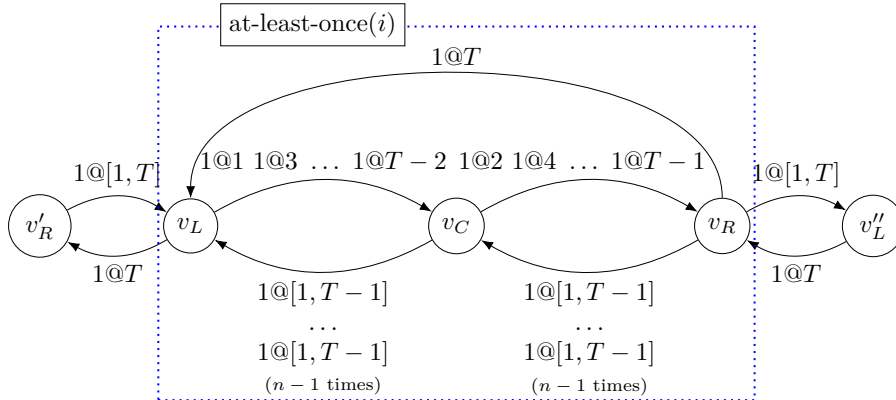 at-least-once(i)
1@T
1@[1, T]
1@1 1@3 … 1@T − 2
1@2 1@4 … 1@T − 1
1@[1, T]
v′_R
v_L
v_C
v_R
v″_L
1@T
1@T
1@[1, T − 1]
1@[1, T − 1]
…
…
1@[1, T − 1]
1@[1, T − 1]
(n − 1 times)
(n − 1 times)